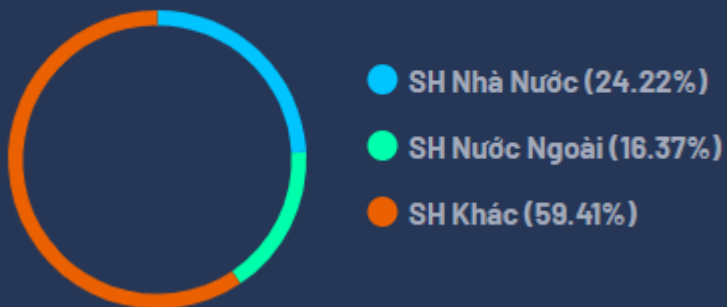 SH Nhà Nước (24.22%)
SH Nước Ngoài (16.37%)
SH Khác (59.41%)